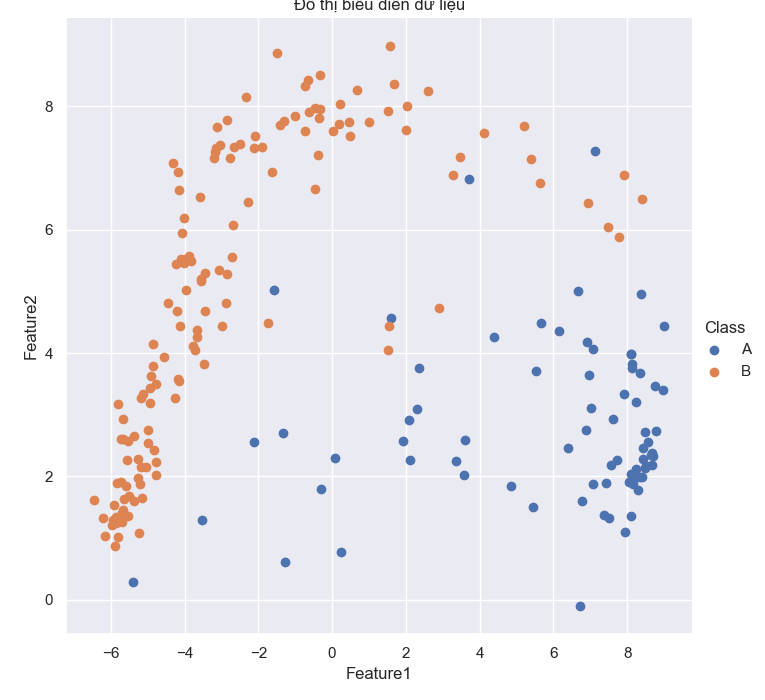 Đồ thị biểu diễn dữ liệu
8
6
4
2
0
Feature2
−6 −4 −2 0 2 4 6 8
Feature1
Class
A
B